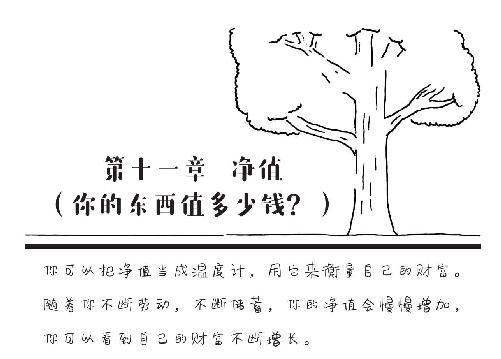 第十一章 净值
（你的东西值多少钱？）
你可以把净值当成温度计，用它来衡量自己的财富。
随着你不断劳动，不断储蓄，你的净值会慢慢增加，
你可以看到自己的财富不断增长。